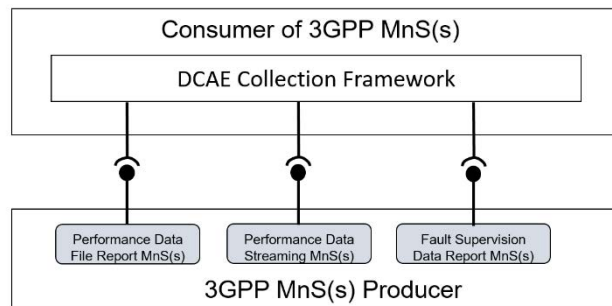 Consumer of 3GPP MnS(s)
DCAE Collection Framework
Performance Data
File Report MnS(s)
Performance Data
Streaming MnS(s)
Fault Supervision
Data Report MnS(s)
3GPP MnS(s) Producer